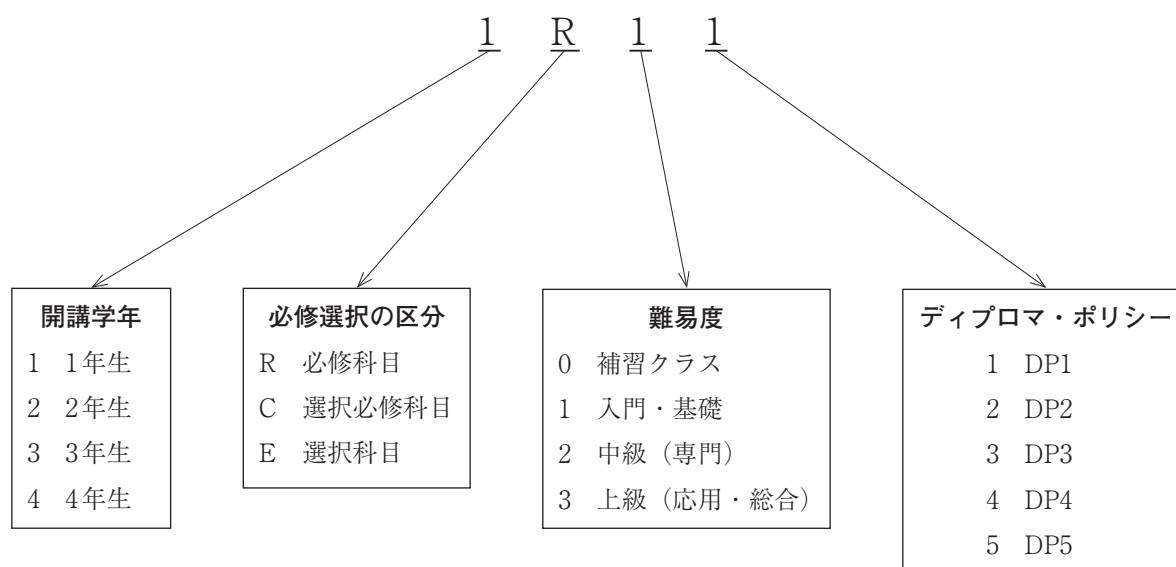 1 R 1 1
開講学年
1 1年生
2 2年生
3 3年生
4 4年生
必修選択の区分
R 必修科目
C 選択必修科目
E 選択科目
難易度
0 補習クラス
1 入門・基礎
2 中級（専門）
3 上級（応用・総合）
ディプロマ・ポリシー
1 DP1
2 DP2
3 DP3
4 DP4
5 DP5